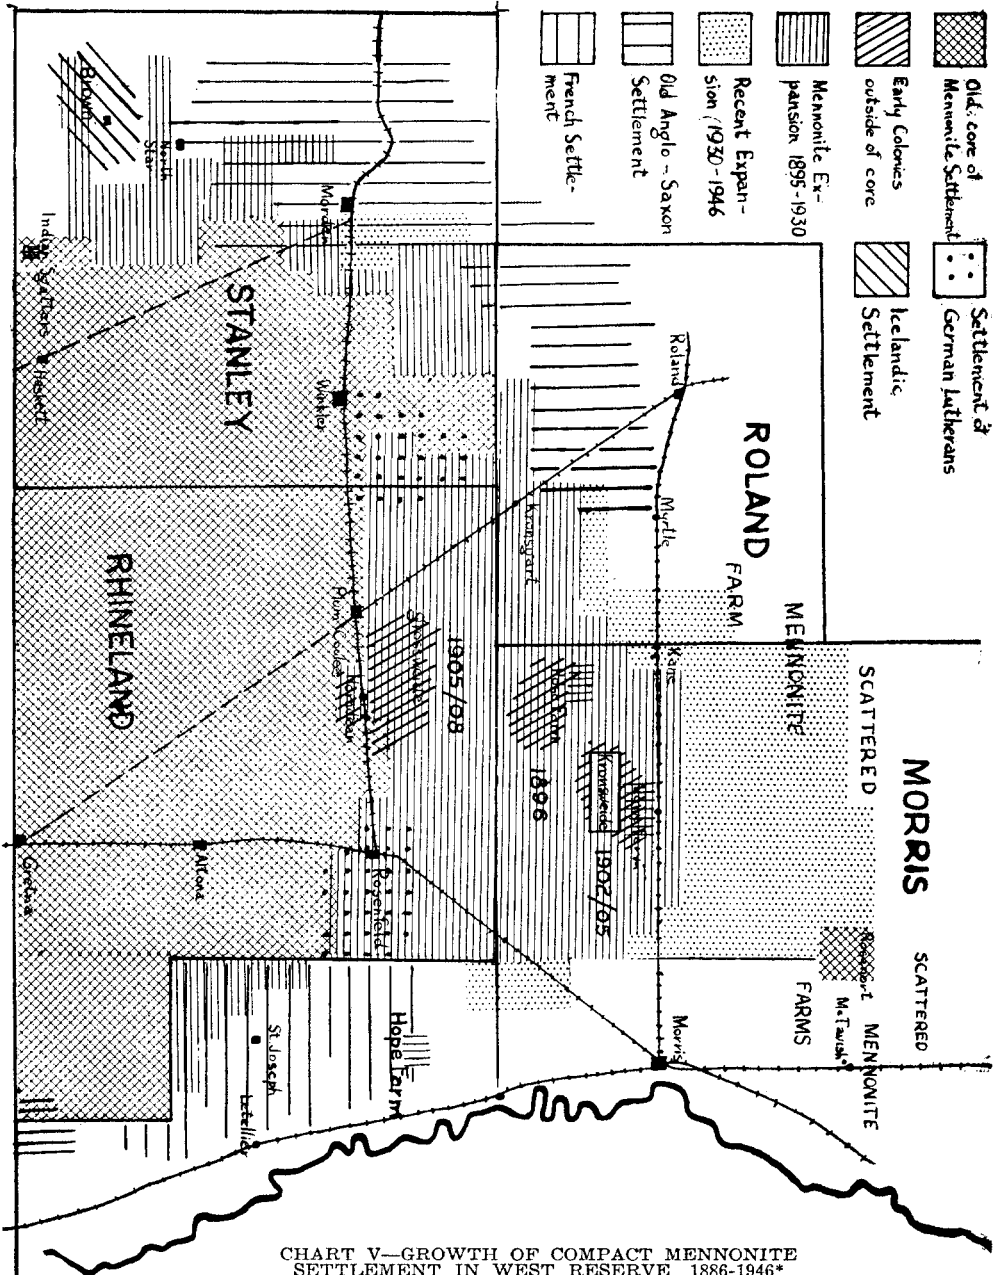 Old core of
Mennonite Settlement
Early Colonies
outside of core
Mennonite Ex-
pansion 1895-1930
Recent Expan-
sion (1930-1946
Old Anglo-Saxon
Settlement
French Settle-
ment
Settlement of
German Lutherans
Icelandic
Settlement
MORRIS
SCATTERED
MENNONITE
FARM
SCATTERED
MENNONITE
FARMS
Rosenort
McTavish
ROLAND
Roland
Myrtle
Kane
Morris
Kronsgart
Rose Farm
Kronsweide
1896
1902/05
1905/08
STANLEY
Brown
North
Star
Morden
Winkler
Haskett
RHINELAND
Plum Coulee
Rosenfeld
Altona
Gretna
Hope Farm
St Joseph
Letellier
CHART V—GROWTH OF COMPACT MENNONITE
SETTLEMENT IN WEST RESERVE 1886-1946*